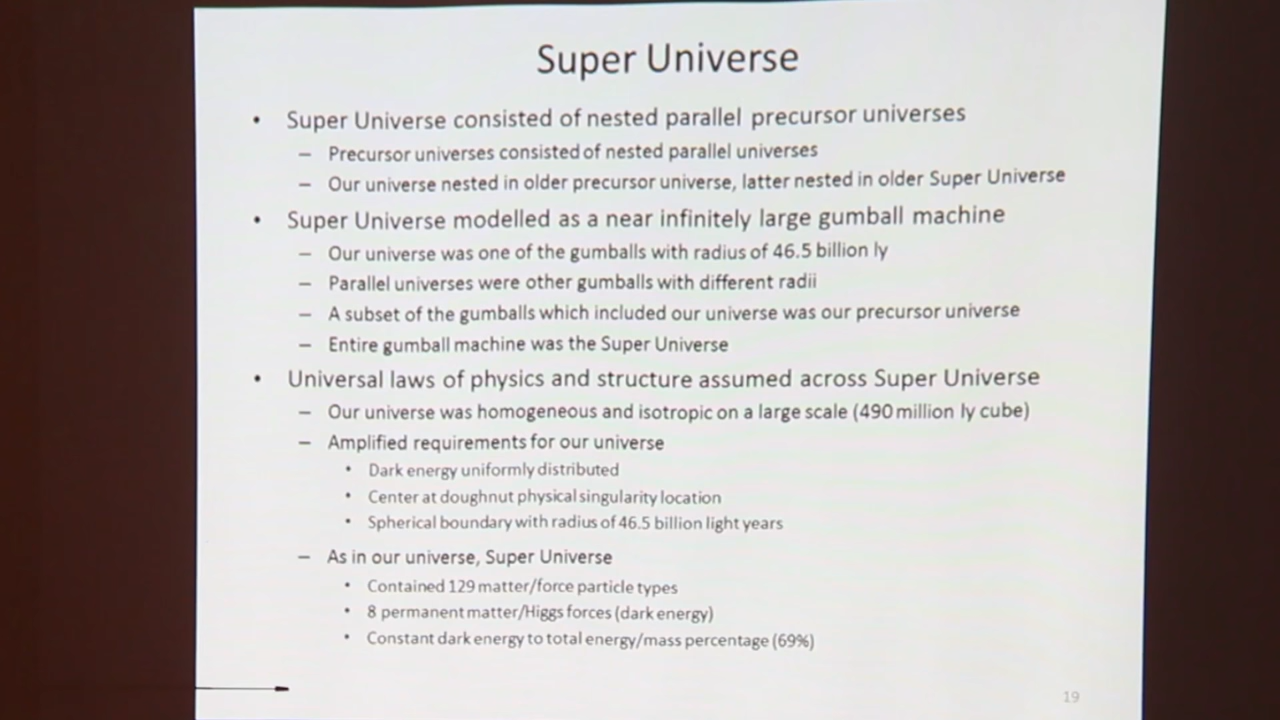 Super Universe
• Super Universe consisted of nested parallel precursor universes
– Precursor universes consisted of nested parallel universes
– Our universe nested in older precursor universe, latter nested in older Super Universe
• Super Universe modelled as a near infinitely large gumball machine
– Our universe was one of the gumballs with radius of 46.5 billion ly
– Parallel universes were other gumballs with different radii
– A subset of the gumballs which included our universe was our precursor universe
– Entire gumball machine was the Super Universe
• Universal laws of physics and structure assumed across Super Universe
– Our universe was homogeneous and isotropic on a large scale (490 million ly cube)
– Amplified requirements for our universe
• Dark energy uniformly distributed
• Center at doughnut physical singularity location
• Spherical boundary with radius of 46.5 billion light years
– As in our universe, Super Universe
• Contained 129 matter/force particle types
• 8 permanent matter/Higgs forces (dark energy)
• Constant dark energy to total energy/mass percentage (69%)
19